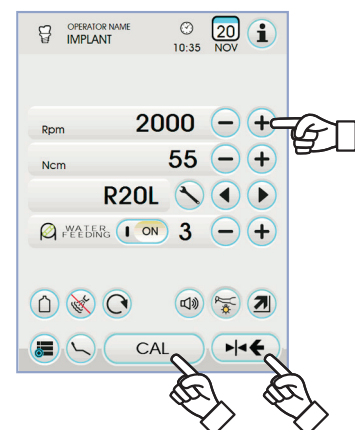 OPERATOR NAME
IMPLANT
10:35
20
NOV
i
Rpm 2000 − +
Ncm 55 − +
R20L
WATER
FEEDING I ON 3 − +
CAL